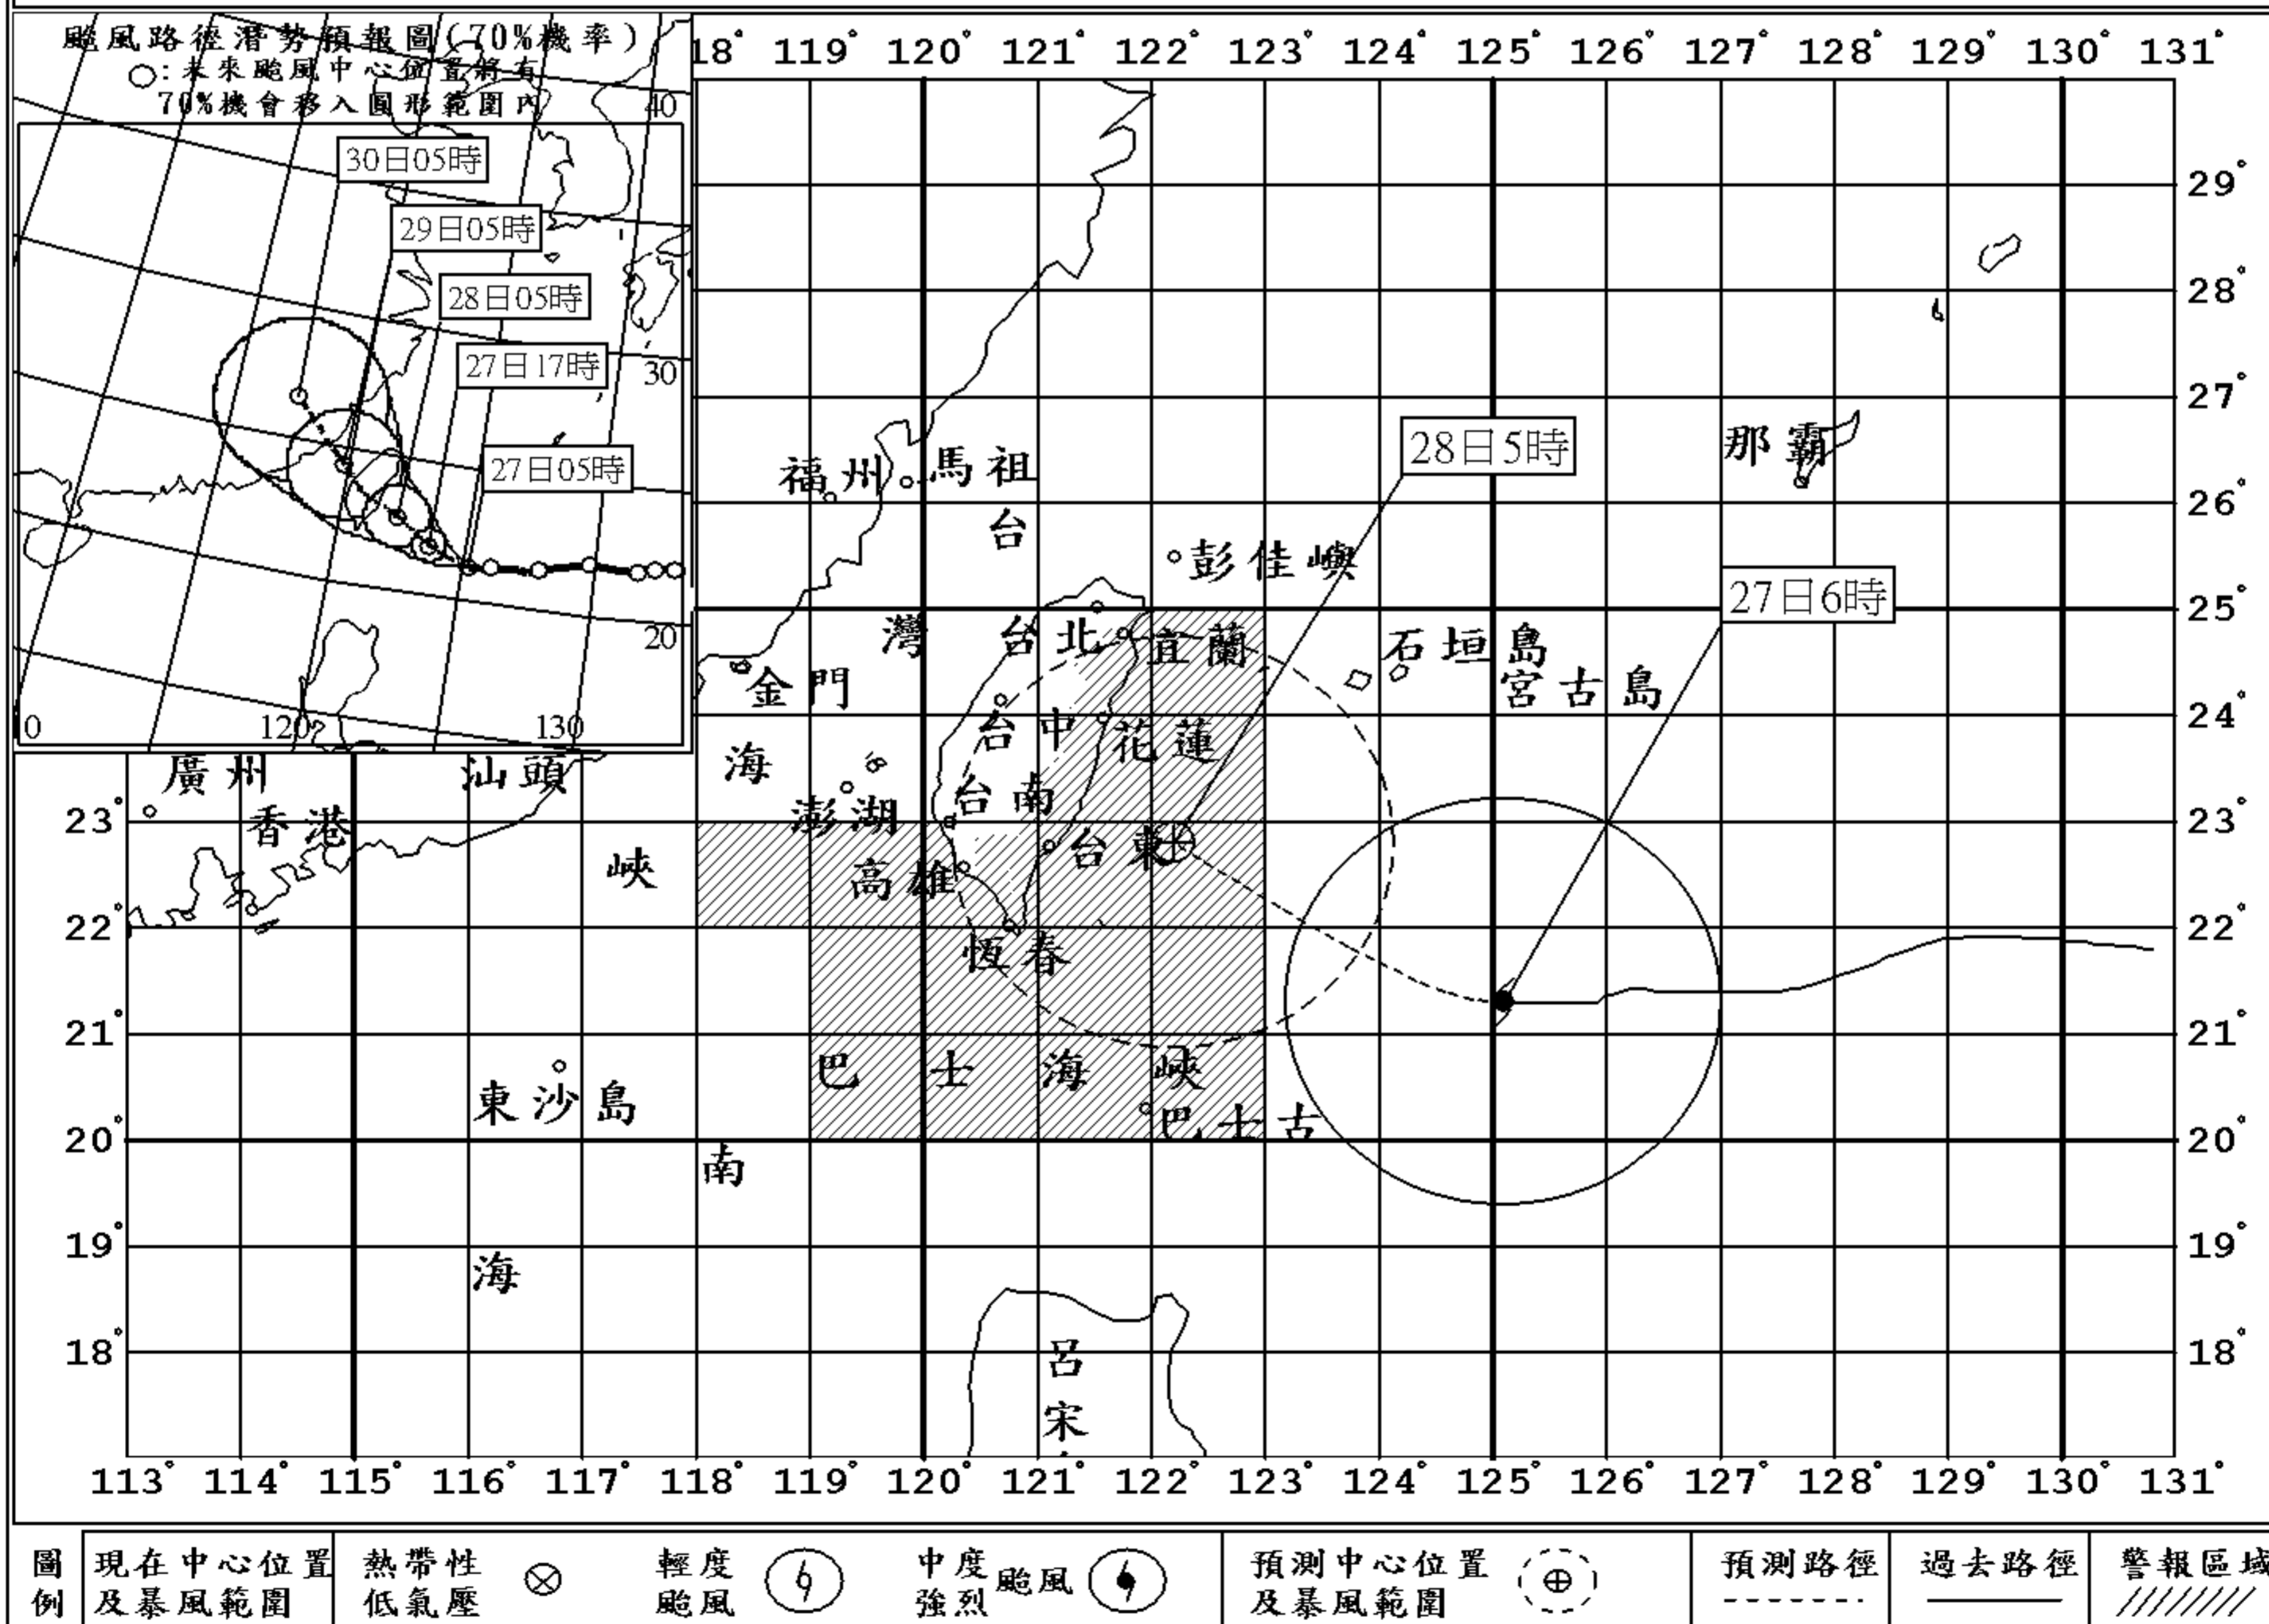 颱風路徑潛勢預報圖(70%機率)
○:未來颱風中心位置將有
70%機會移入圓形範圍內
40
30日05時
29日05時
28日05時
27日17時
30
27日05時
20
0 120 130
18° 119° 120° 121° 122° 123° 124° 125° 126° 127° 128° 129° 130° 131°
29°
28°
27°
28日5時
那霸
福州 馬祖
26°
台
彭佳嶼
27日6時
25°
灣 台北 宜蘭 石垣島
金門 宮古島
24°
台中 花蓮
海
廣州 汕頭
台南
23° 香港 澎湖 23°
台東
峽 高雄
22° 22°
恆春
21° 21°
巴士海峽
東沙島
巴士古
20° 20°
南
19° 19°
海
18° 18°
呂
宋
113° 114° 115° 116° 117° 118° 119° 120° 121° 122° 123° 124° 125° 126° 127° 128° 129° 130° 131°
圖例 現在中心位置及暴風範圍 熱帶性低氣壓 輕度颱風 中度強烈颱風 預測中心位置及暴風範圍 預測路徑 過去路徑 警報區域